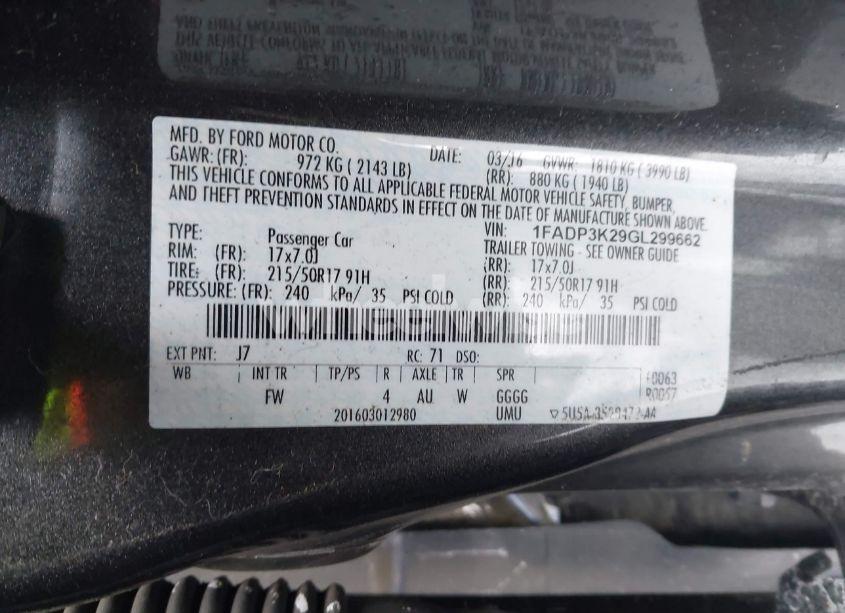 MFD. BY FORD MOTOR CO. DATE: 03/16 GVWR: 1810 KG ( 3990 LB)
GAWR: (FR): 972 KG ( 2143 LB) (RR): 880 KG ( 1940 LB)
THIS VEHICLE CONFORMS TO ALL APPLICABLE FEDERAL MOTOR VEHICLE SAFETY, BUMPER,
AND THEFT PREVENTION STANDARDS IN EFFECT ON THE DATE OF MANUFACTURE SHOWN ABOVE.
VIN: 1FADP3K29GL299662
TYPE: Passenger Car TRAILER TOWING - SEE OWNER GUIDE
RIM: (FR): 17x7.0J (RR): 17x7.0J
TIRE: (FR): 215/50R17 91H (RR): 215/50R17 91H
PRESSURE: (FR): 240 kPa/ 35 PSI COLD (RR): 240 kPa/ 35 PSI COLD
EXT PNT: J7 RC: 71 DSO:
WB INT TR TP/PS R AXLE TR SPR
FW 4 AU W GGGG
201603012980 UMU